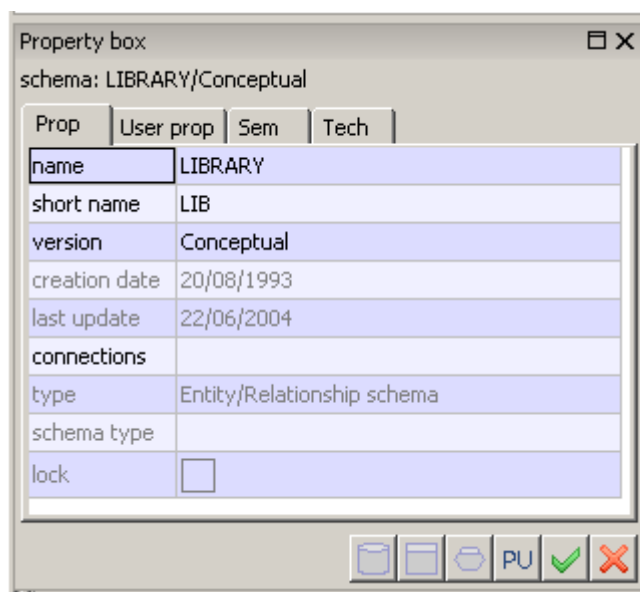 Property box
schema: LIBRARY/Conceptual
Prop User prop Sem Tech
name LIBRARY
short name LIB
version Conceptual
creation date 20/08/1993
last update 22/06/2004
connections
type Entity/Relationship schema
schema type
lock
PU